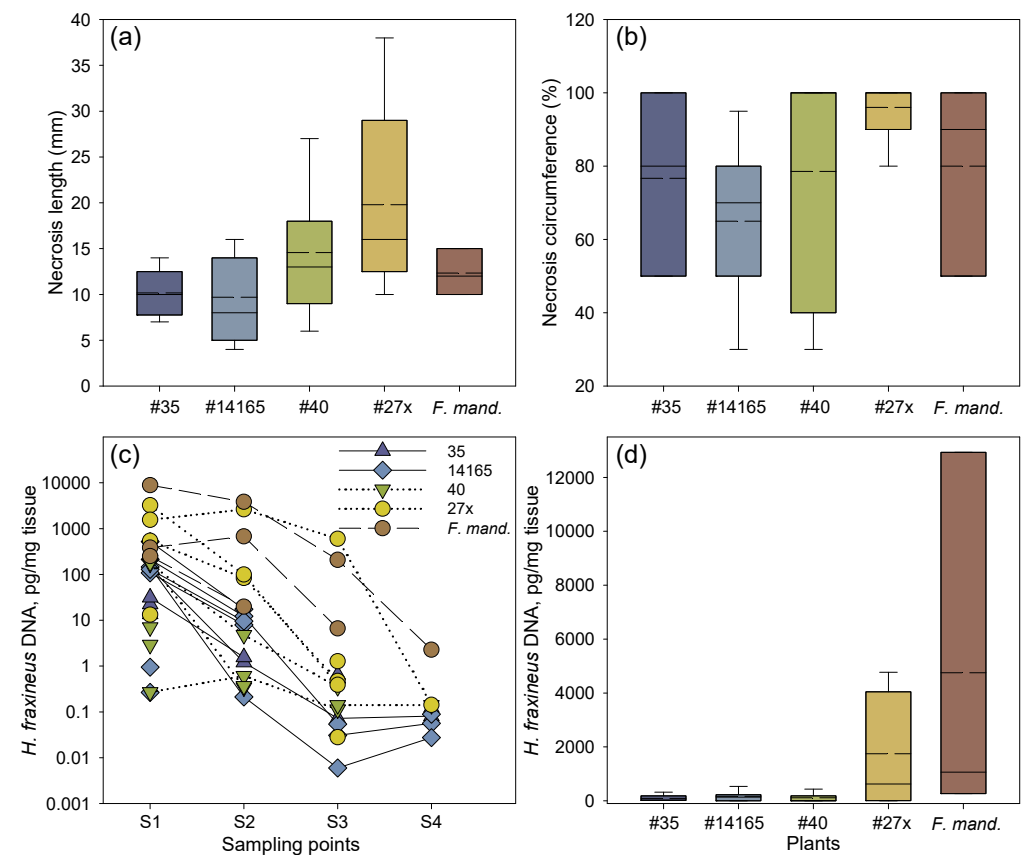 (a)
Necrosis length (mm)
40
35
30
25
20
15
10
5
0
#35 #14165 #40 #27x F. mand.
(b)
Necrosis ccircumference (%)
120
100
80
60
40
20
#35 #14165 #40 #27x F. mand.
(c)
H. fraxineus DNA, pg/mg tissue
10000
1000
100
10
1
0.1
0.01
0.001
35
14165
40
27x
F. mand.
S1 S2 S3 S4
Sampling points
(d)
H. fraxineus DNA, pg/mg tissue
12000
10000
8000
6000
4000
2000
0
#35 #14165 #40 #27x F. mand.
Plants